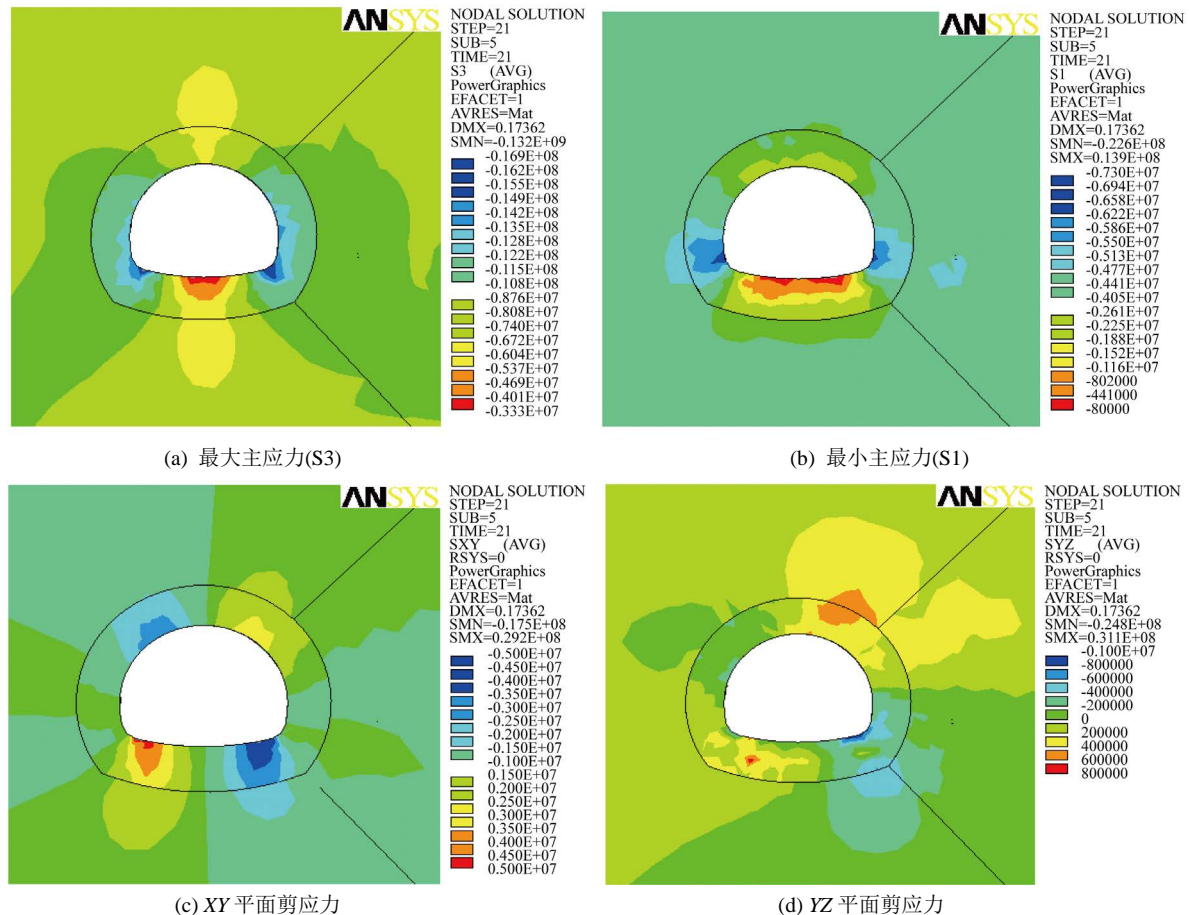 ANSYS
NODAL SOLUTION
STEP=21
SUB=5
TIME=21
S3 (AVG)
PowerGraphics
EFACET=1
AVRES=Mat
DMX=0.17362
SMN=-0.132E+09
-0.169E+08
-0.162E+08
-0.155E+08
-0.149E+08
-0.142E+08
-0.135E+08
-0.128E+08
-0.122E+08
-0.115E+08
-0.108E+08
-0.876E+07
-0.808E+07
-0.740E+07
-0.672E+07
-0.604E+07
-0.537E+07
-0.469E+07
-0.401E+07
-0.333E+07
(a) 最大主应力(S3)
ANSYS
NODAL SOLUTION
STEP=21
SUB=5
TIME=21
S1 (AVG)
PowerGraphics
EFACET=1
AVRES=Mat
DMX=0.17362
SMN=-0.226E+08
SMX=0.139E+08
-0.730E+07
-0.694E+07
-0.658E+07
-0.622E+07
-0.586E+07
-0.550E+07
-0.513E+07
-0.477E+07
-0.441E+07
-0.405E+07
-0.261E+07
-0.225E+07
-0.188E+07
-0.152E+07
-0.116E+07
-802000
-441000
-80000
(b) 最小主应力(S1)
ANSYS
NODAL SOLUTION
STEP=21
SUB=5
TIME=21
SXY (AVG)
RSYS=0
PowerGraphics
EFACET=1
AVRES=Mat
DMX=0.17362
SMN=-0.175E+08
SMX=0.292E+08
-0.500E+07
-0.450E+07
-0.400E+07
-0.350E+07
-0.300E+07
-0.250E+07
-0.200E+07
-0.150E+07
-0.100E+07
0.150E+07
0.200E+07
0.250E+07
0.300E+07
0.350E+07
0.400E+07
0.450E+07
0.500E+07
(c) XY 平面剪应力
ANSYS
NODAL SOLUTION
STEP=21
SUB=5
TIME=21
SYZ (AVG)
RSYS=0
PowerGraphics
EFACET=1
AVRES=Mat
DMX=0.17362
SMN=-0.248E+08
SMX=0.311E+08
-0.100E+07
-800000
-600000
-400000
-200000
0
200000
400000
600000
800000
(d) YZ 平面剪应力